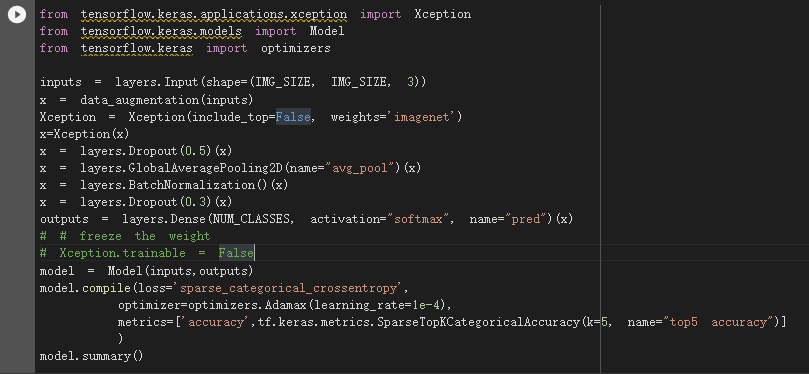 from tensorflow.keras.applications.xception import Xception
from tensorflow.keras.models import Model
from tensorflow.keras import optimizers
inputs = layers.Input(shape=(IMG_SIZE, IMG_SIZE, 3))
x = data_augmentation(inputs)
Xception = Xception(include_top=False, weights='imagenet')
x=Xception(x)
x = layers.Dropout(0.5)(x)
x = layers.GlobalAveragePooling2D(name="avg_pool")(x)
x = layers.BatchNormalization()(x)
x = layers.Dropout(0.3)(x)
outputs = layers.Dense(NUM_CLASSES, activation="softmax", name="pred")(x)
# # freeze the weight
# Xception.trainable = False
model = Model(inputs,outputs)
model.compile(loss='sparse_categorical_crossentropy',
optimizer=optimizers.Adamax(learning_rate=1e-4),
metrics=['accuracy',tf.keras.metrics.SparseTopKCategoricalAccuracy(k=5, name="top5 accuracy")]
)
model.summary()